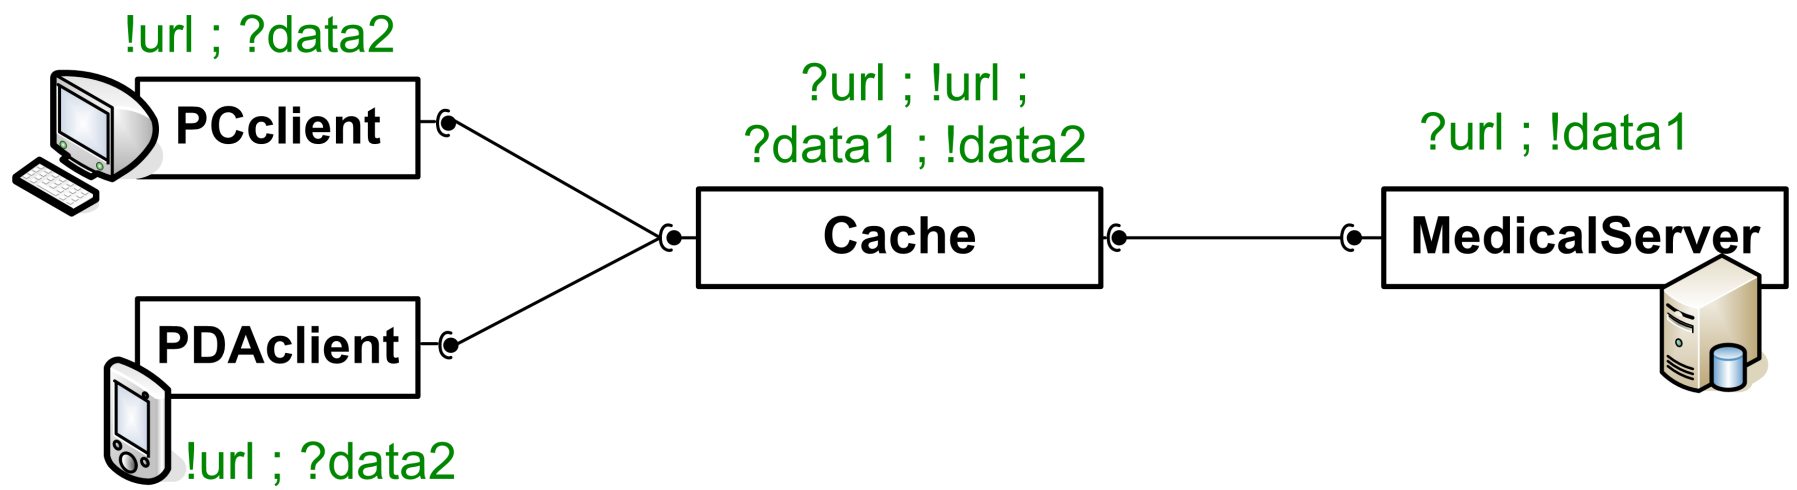 !url ; ?data2
PCclient
?url ; !url ;
?data1 ; !data2
Cache
?url ; !data1
MedicalServer
PDAclient
!url ; ?data2